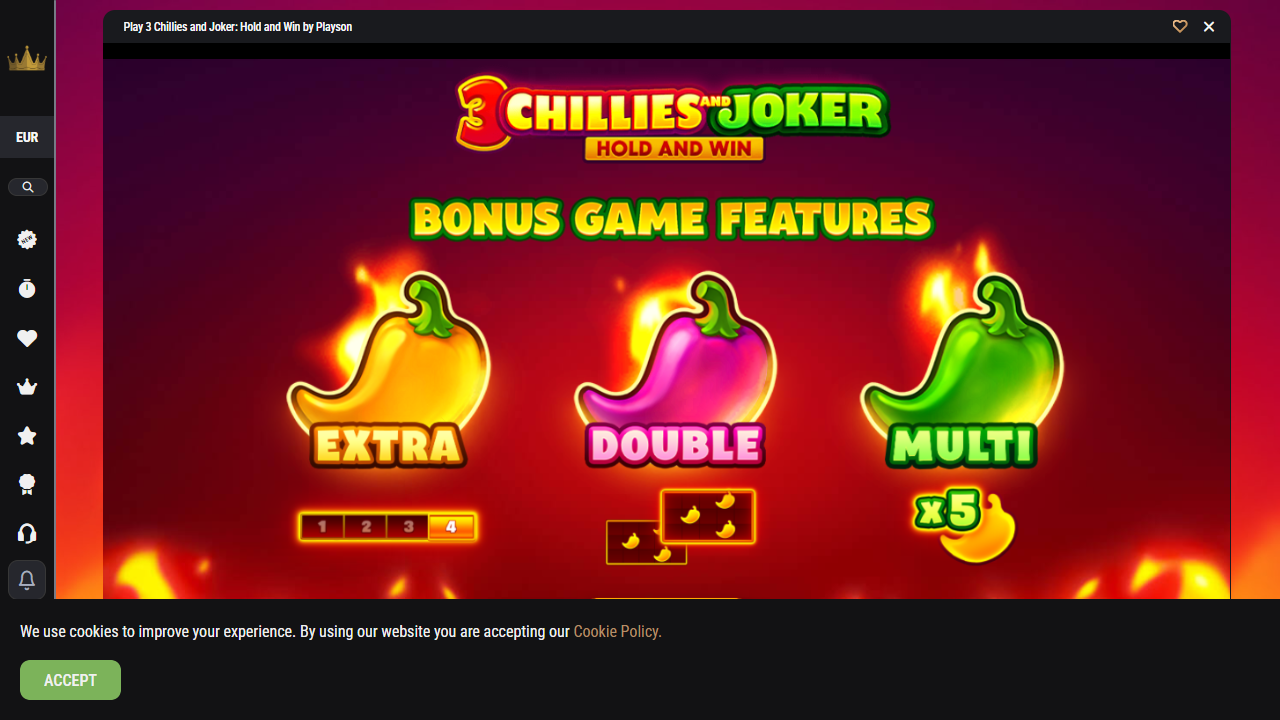 Play 3 Chillies and Joker: Hold and Win by Playson
EUR
NEW
3 CHILLIES AND JOKER
HOLD AND WIN
BONUS GAME FEATURES
EXTRA
DOUBLE
MULTI
1 2 3 4
x5
We use cookies to improve your experience. By using our website you are accepting our Cookie Policy.
ACCEPT